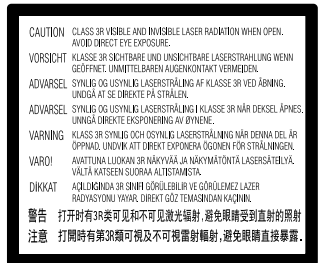 CAUTION CLASS 3R VISIBLE AND INVISIBLE LASER RADIATION WHEN OPEN.
AVOID DIRECT EYE EXPOSURE.
VORSICHT KLASSE 3R SICHTBARE UND UNSICHTBARE LASERSTRAHLUNG WENN
GEÖFFNET. UNMITTELBAREN AUGENKONTAKT VERMEIDEN.
ADVARSEL SYNLIG OG USYNLIG LASERSTRÅLING AF KLASSE 3R VED ÅBNING.
UNDGÅ AT SE DIREKTE PÅ STRÅLEN.
ADVARSEL SYNLIG OG USYNLIG LASERSTRÅLING I KLASSE 3R NÅR DEKSEL ÅPNES.
UNNGÅ DIREKTE EKSPONERING AV ØYNENE.
VARNING KLASS 3R SYNLIG OCH OSYNLIG LASERSTRÅLNING NÄR DENNA DEL ÄR
ÖPPNAD. UNDVIK ATT DIREKT EXPONERA ÖGONEN FÖR STRÅLNINGEN.
VARO! AVATTUNA LUOKAN 3R NÄKYVÄÄ JA NÄKYMÄTÖNTÄ LASERSÄTEILYÄ.
VÄLTÄ KATSEEN SUORAA ALTISTAMISTA.
DIKKAT AÇILDIĞINDA 3R SINIFI GÖRÜLEBİLİR VE GÖRÜLEMEZ LAZER
RADYASYONU YAYAR. DİREKT GÖZ TEMASINDAN KAÇININ.
警告 打开时有3R类可见和不可见激光辐射,避免眼睛受到直射的照射
注意 打開時有第3R類可視及不可視雷射輻射,避免眼睛直接暴露.